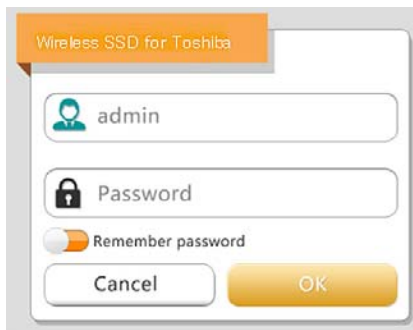 Wireless SSD for Toshiba
admin
Password
Remember password
Cancel
OK